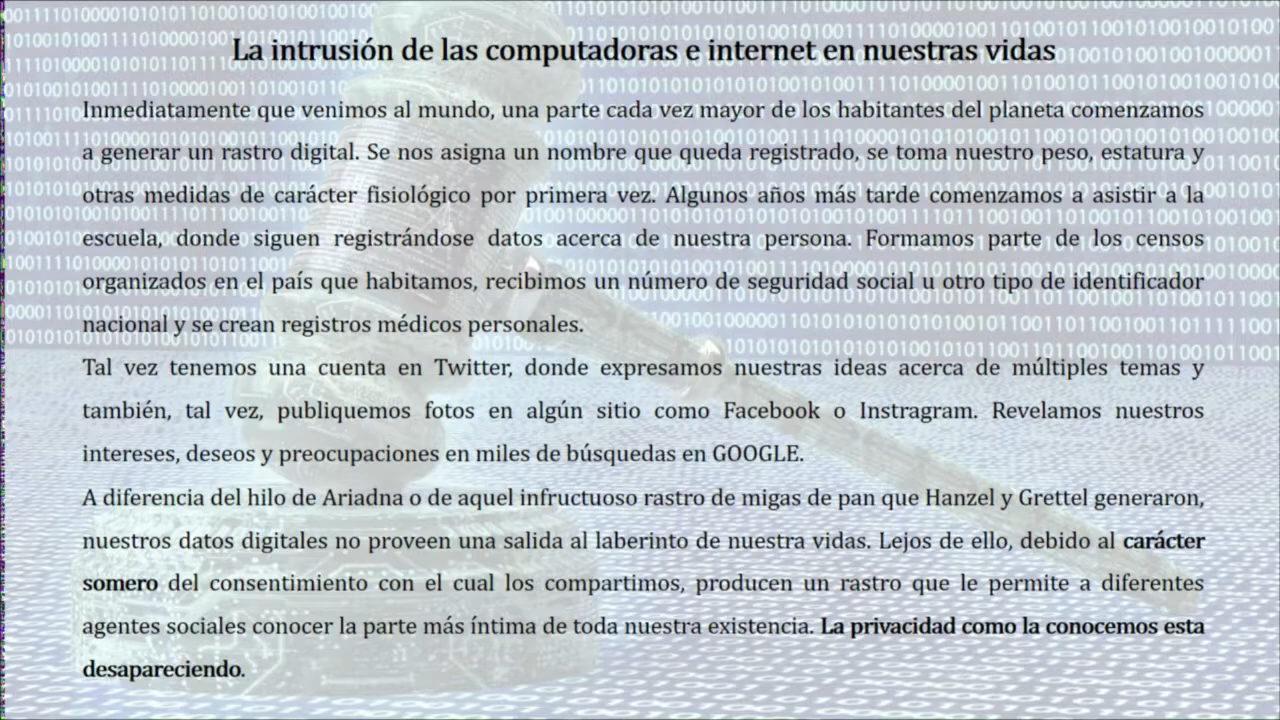 La intrusión de las computadoras e internet en nuestras vidas
Inmediatamente que venimos al mundo, una parte cada vez mayor de los habitantes del planeta comenzamos
a generar un rastro digital. Se nos asigna un nombre que queda registrado, se toma nuestro peso, estatura y
otras medidas de carácter fisiológico por primera vez. Algunos años más tarde comenzamos a asistir a la
escuela, donde siguen registrándose datos acerca de nuestra persona. Formamos parte de los censos
organizados en el país que habitamos, recibimos un número de seguridad social u otro tipo de identificador
nacional y se crean registros médicos personales.
Tal vez tenemos una cuenta en Twitter, donde expresamos nuestras ideas acerca de múltiples temas y
también, tal vez, publiquemos fotos en algún sitio como Facebook o Instragram. Revelamos nuestros
intereses, deseos y preocupaciones en miles de búsquedas en GOOGLE.
A diferencia del hilo de Ariadna o de aquel infructuoso rastro de migas de pan que Hanzel y Grettel generaron,
nuestros datos digitales no proveen una salida al laberinto de nuestra vidas. Lejos de ello, debido al carácter
somero del consentimiento con el cual los compartimos, producen un rastro que le permite a diferentes
agentes sociales conocer la parte más íntima de toda nuestra existencia. La privacidad como la conocemos esta
desapareciendo.